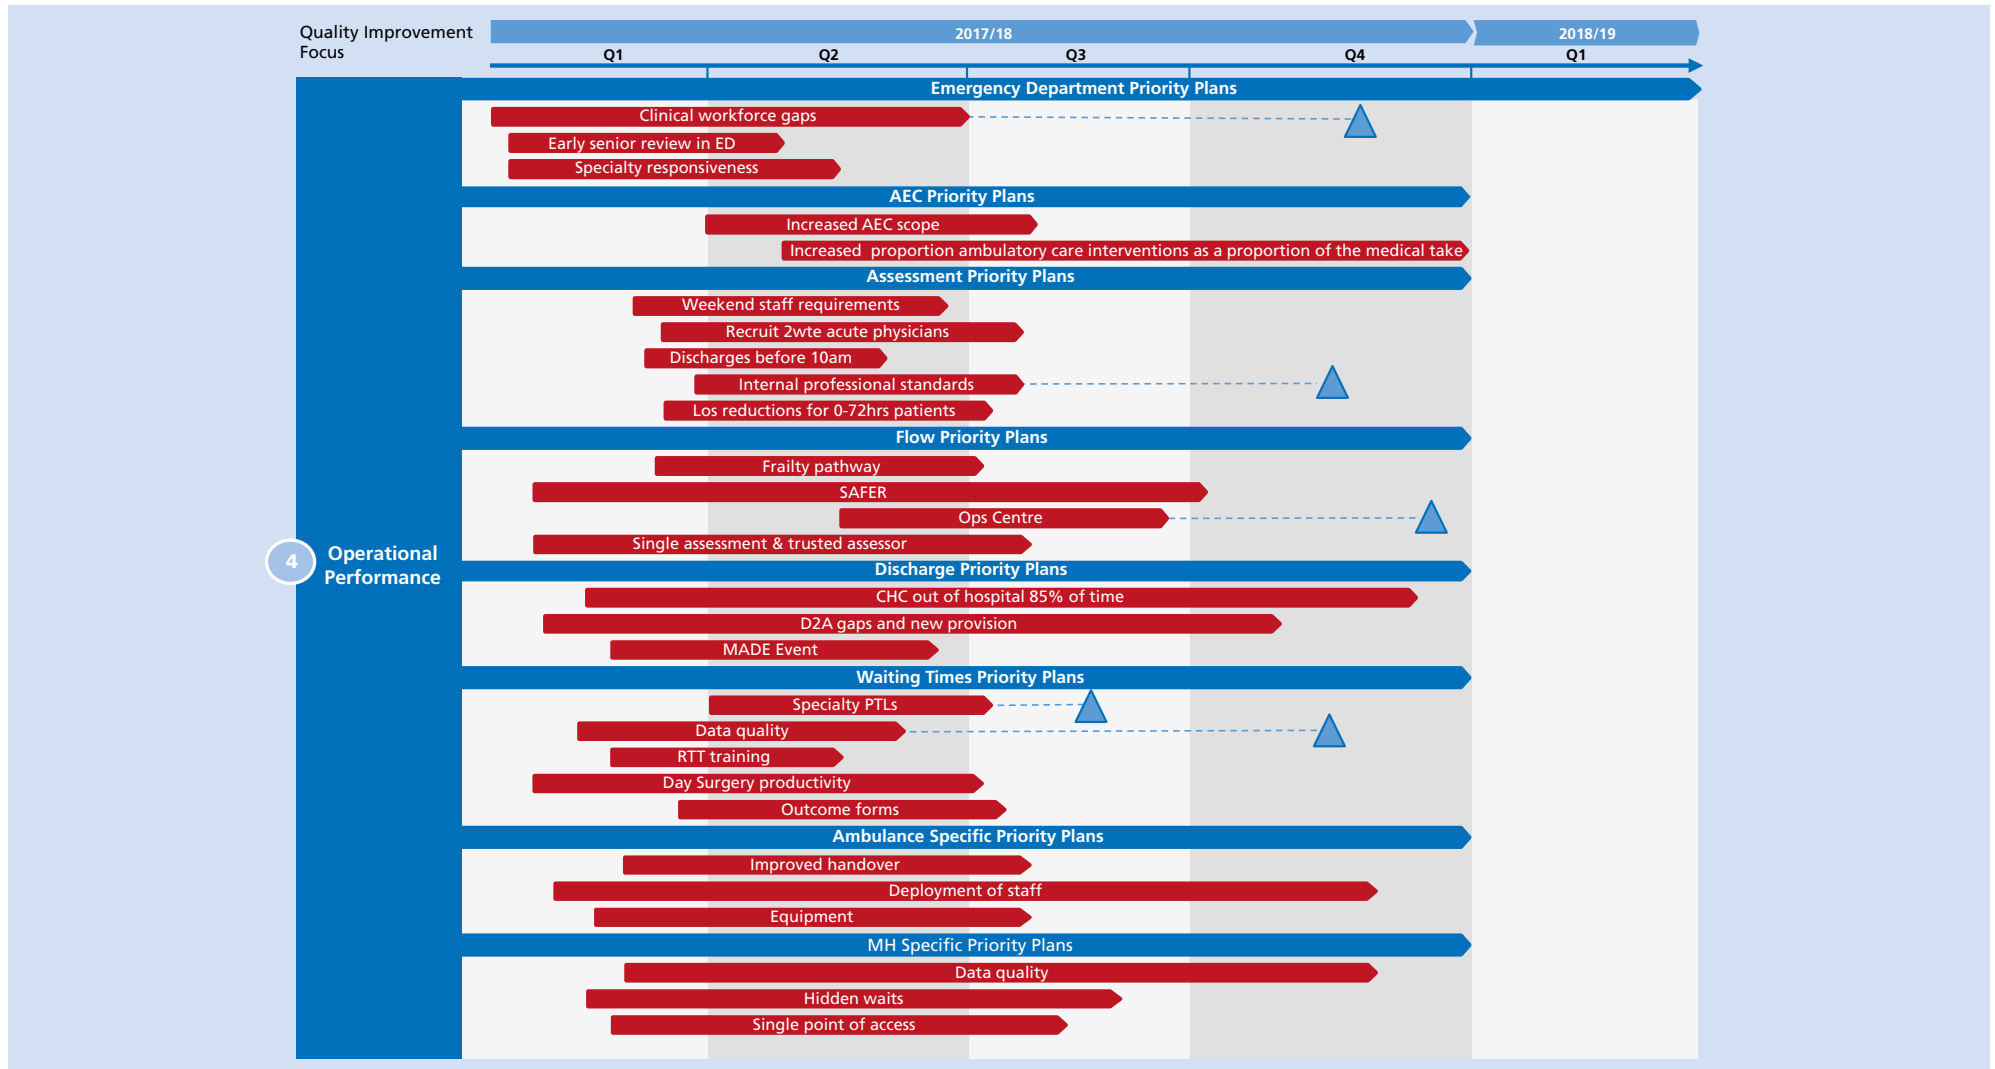 Quality Improvement
Focus
2017/18
2018/19
Q1
Q2
Q3
Q4
Q1
Emergency Department Priority Plans
Clinical workforce gaps
Early senior review in ED
Specialty responsiveness
AEC Priority Plans
Increased AEC scope
Increased  proportion ambulatory care interventions as a proportion of the medical take
Assessment Priority Plans
Weekend staff requirements
Recruit 2wte acute physicians
Discharges before 10am
Internal professional standards
Los reductions for 0-72hrs patients
Flow Priority Plans
Frailty pathway
SAFER
Ops Centre
Single assessment & trusted assessor
4
Operational
Performance
Discharge Priority Plans
CHC out of hospital 85% of time
D2A gaps and new provision
MADE Event
Waiting Times Priority Plans
Specialty PTLs
Data quality
RTT training
Day Surgery productivity
Outcome forms
Ambulance Specific Priority Plans
Improved handover
Deployment of staff
Equipment
MH Specific Priority Plans
Data quality
Hidden waits
Single point of access